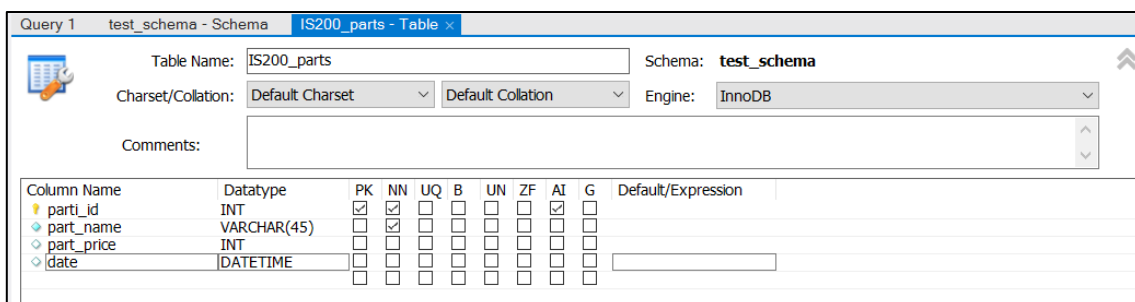 Query 1 test_schema - Schema IS200_parts - Table ×
Table Name: IS200_parts Schema: test_schema
Charset/Collation: Default Charset Default Collation Engine: InnoDB
Comments:
Column Name Datatype PK NN UQ B UN ZF AI G Default/Expression
parti_id INT
part_name VARCHAR(45)
part_price INT
date DATETIME